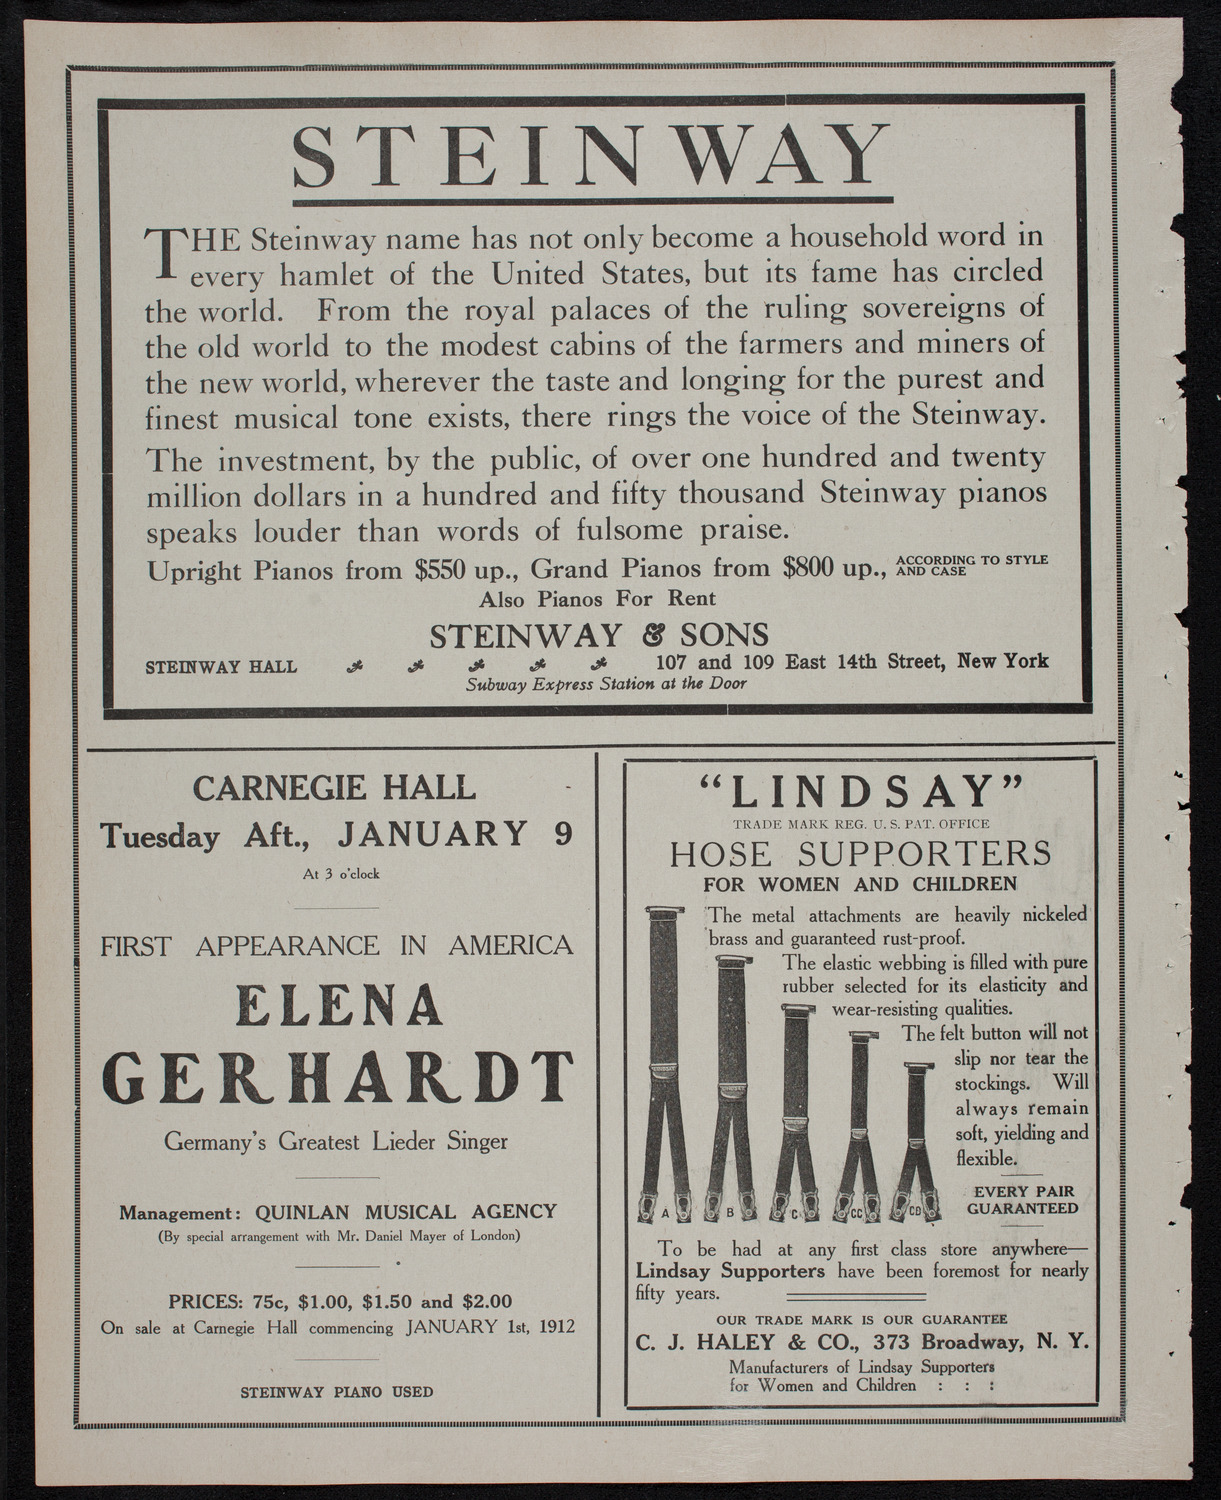 STEINWAY
THE Steinway name has not only become a household word in
every hamlet of the United States, but its fame has circled
the world. From the royal palaces of the ruling sovereigns of
the old world to the modest cabins of the farmers and miners of
the new world, wherever the taste and longing for the purest and
finest musical tone exists, there rings the voice of the Steinway.
The investment, by the public, of over one hundred and twenty
million dollars in a hundred and fifty thousand Steinway pianos
speaks louder than words of fulsome praise.
Upright Pianos from $550 up., Grand Pianos from $800 up., ACCORDING TO STYLE AND CASE
Also Pianos For Rent
STEINWAY & SONS
STEINWAY HALL 107 and 109 East 14th Street, New York
Subway Express Station at the Door
CARNEGIE HALL
Tuesday Aft., JANUARY 9
At 3 o'clock
FIRST APPEARANCE IN AMERICA
ELENA
GERHARDT
Germany's Greatest Lieder Singer
Management: QUINLAN MUSICAL AGENCY
(By special arrangement with Mr. Daniel Mayer of London)
PRICES: 75c, $1.00, $1.50 and $2.00
On sale at Carnegie Hall commencing JANUARY 1st, 1912
STEINWAY PIANO USED
"LINDSAY"
TRADE MARK REG. U. S. PAT. OFFICE
HOSE SUPPORTERS
FOR WOMEN AND CHILDREN
The metal attachments are heavily nickeled
brass and guaranteed rust-proof.
The elastic webbing is filled with pure
rubber selected for its elasticity and
wear-resisting qualities.
The felt button will not
slip nor tear the
stockings. Will
always remain
soft, yielding and
flexible.
EVERY PAIR
GUARANTEED
A B C CC CD
To be had at any first class store anywhere—
Lindsay Supporters have been foremost for nearly
fifty years.
OUR TRADE MARK IS OUR GUARANTEE
C. J. HALEY & CO., 373 Broadway, N. Y.
Manufacturers of Lindsay Supporters
for Women and Children : : :